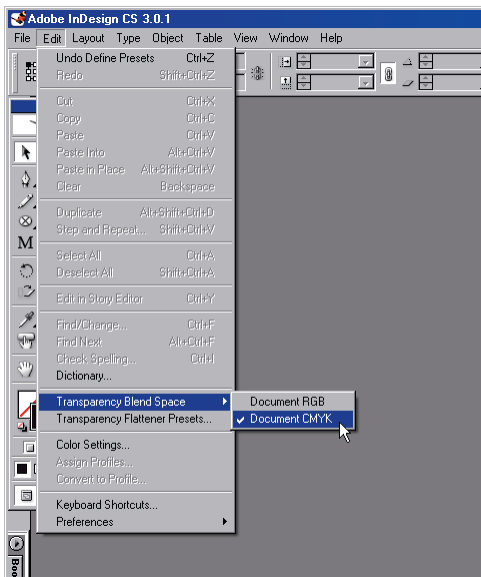 Adobe InDesign CS 3.0.1
File Edit Layout Type Object Table View Window Help
Undo Define Presets Ctrl+Z
Redo Shift+Ctrl+Z
Cut Ctrl+X
Copy Ctrl+C
Paste Ctrl+V
Paste Into Alt+Ctrl+V
Paste in Place Alt+Shift+Ctrl+V
Clear Backspace
Duplicate Alt+Shift+Ctrl+D
Step and Repeat... Shift+Ctrl+V
Select All Ctrl+A
Deselect All Shift+Ctrl+A
Edit in Story Editor Ctrl+Y
Find/Change... Ctrl+F
Find Next Alt+Ctrl+F
Check Spelling... Ctrl+I
Dictionary...
Transparency Blend Space
Document RGB
Document CMYK
Transparency Flattener Presets...
Color Settings...
Assign Profiles...
Convert to Profile...
Keyboard Shortcuts...
Preferences
M